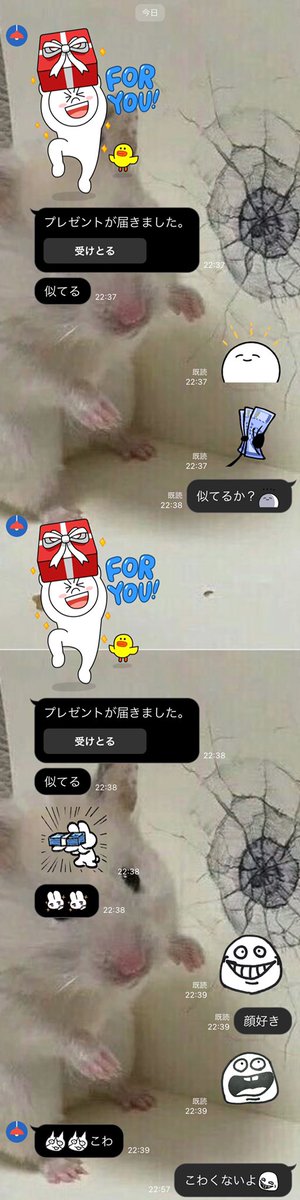 今日
FOR
YOU!
プレゼントが届きました。
受けとる
22:37
似てる
22:37
既読
22:37
既読
22:37
似てるか？
既読
22:38
FOR
YOU!
プレゼントが届きました。
受けとる
22:38
似てる
22:38
22:38
22:38
既読
22:39
顔好き
既読
22:39
既読
22:39
こわ
22:39
こわくないよ
22:57